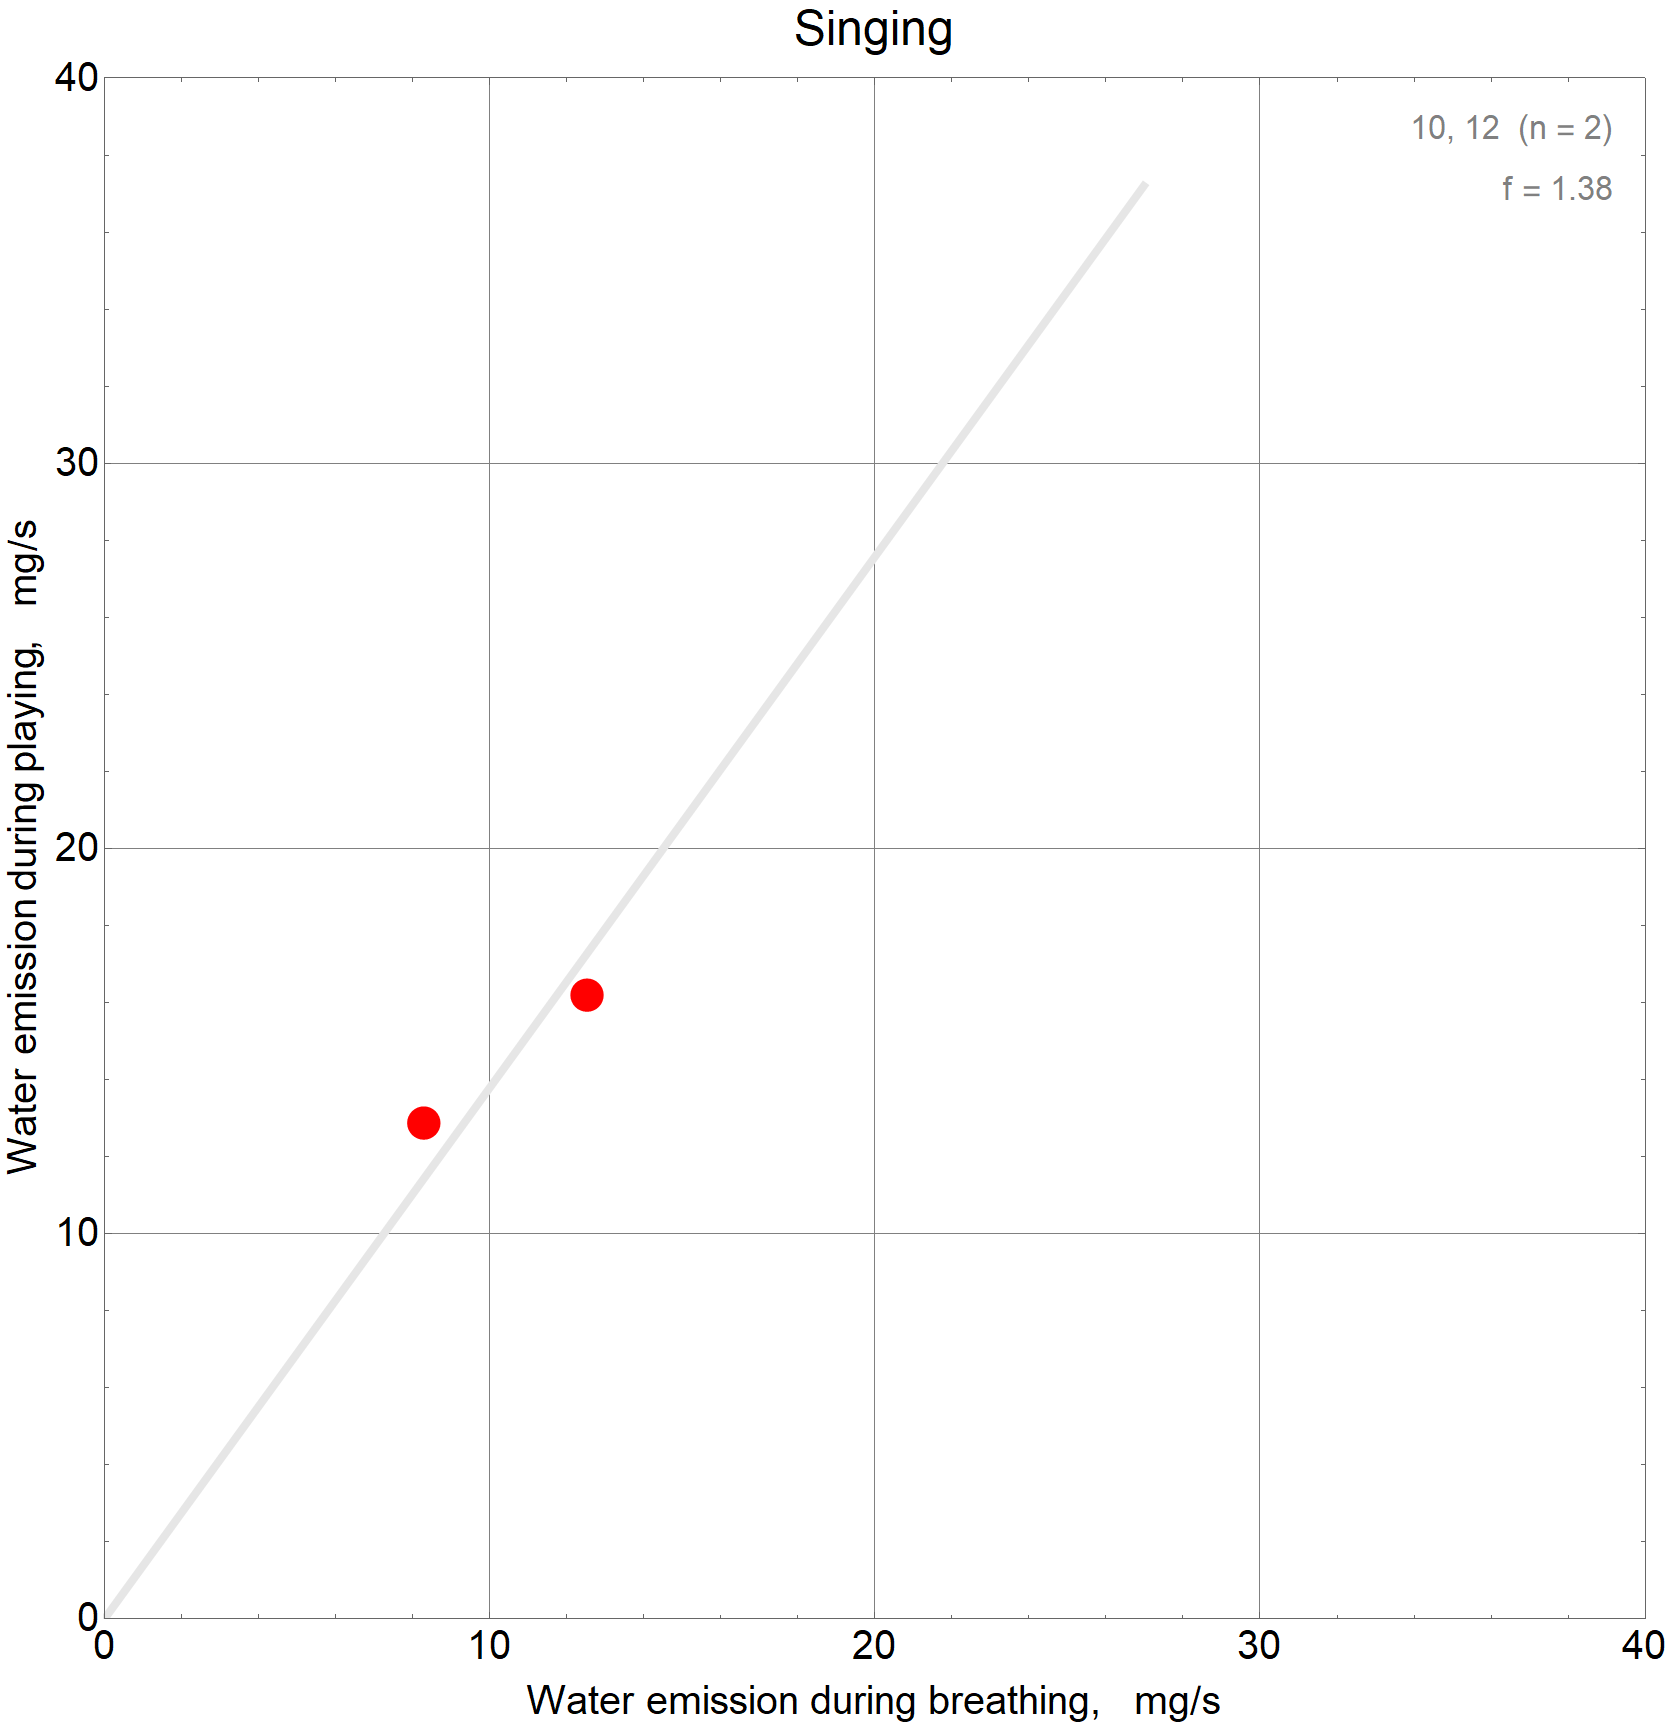 Singing
40
10, 12 (n = 2)
f = 1.38
30
20
10
0
Water emission during playing, mg/s
0 10 20 30 40
Water emission during breathing, mg/s